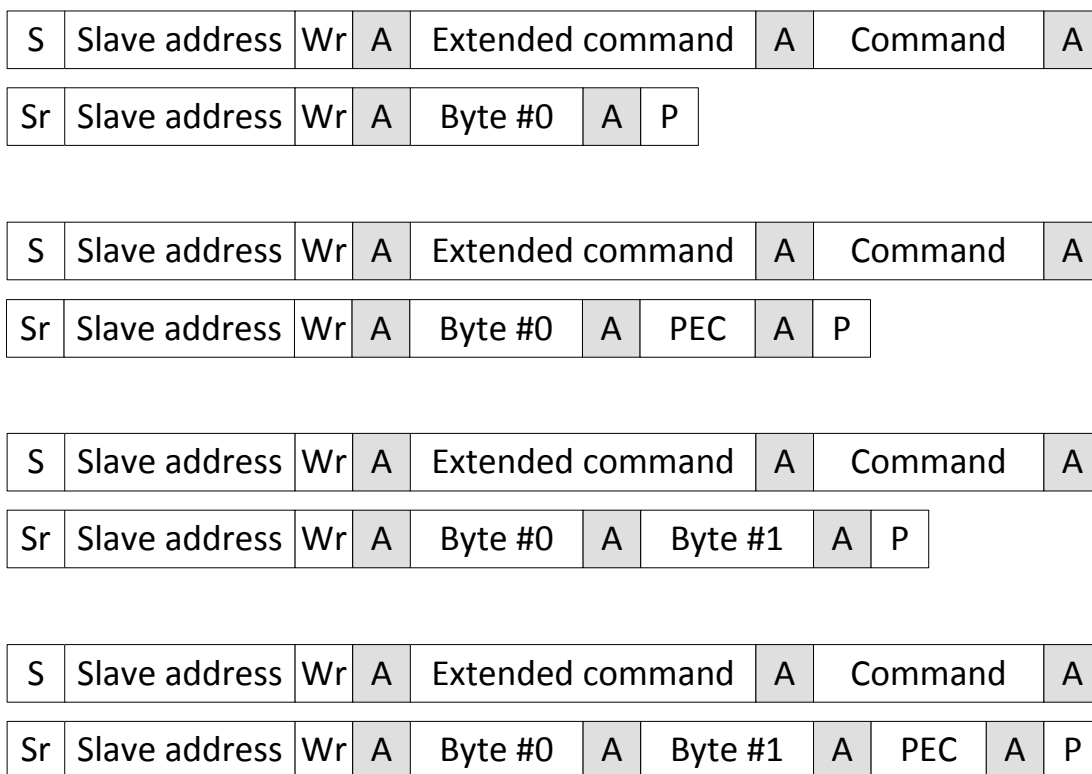 S Slave address Wr A Extended command A Command A
Sr Slave address Wr A Byte #0 A P
S Slave address Wr A Extended command A Command A
Sr Slave address Wr A Byte #0 A PEC A P
S Slave address Wr A Extended command A Command A
Sr Slave address Wr A Byte #0 A Byte #1 A P
S Slave address Wr A Extended command A Command A
Sr Slave address Wr A Byte #0 A Byte #1 A PEC A P